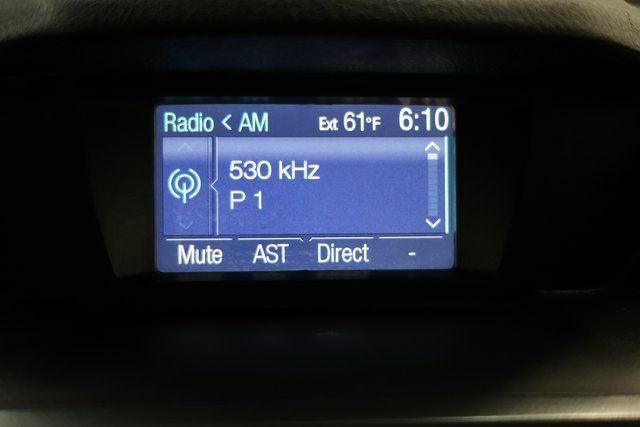 Radio < AM Ext 61°F 6:10
530 kHz
P 1
Mute AST Direct -